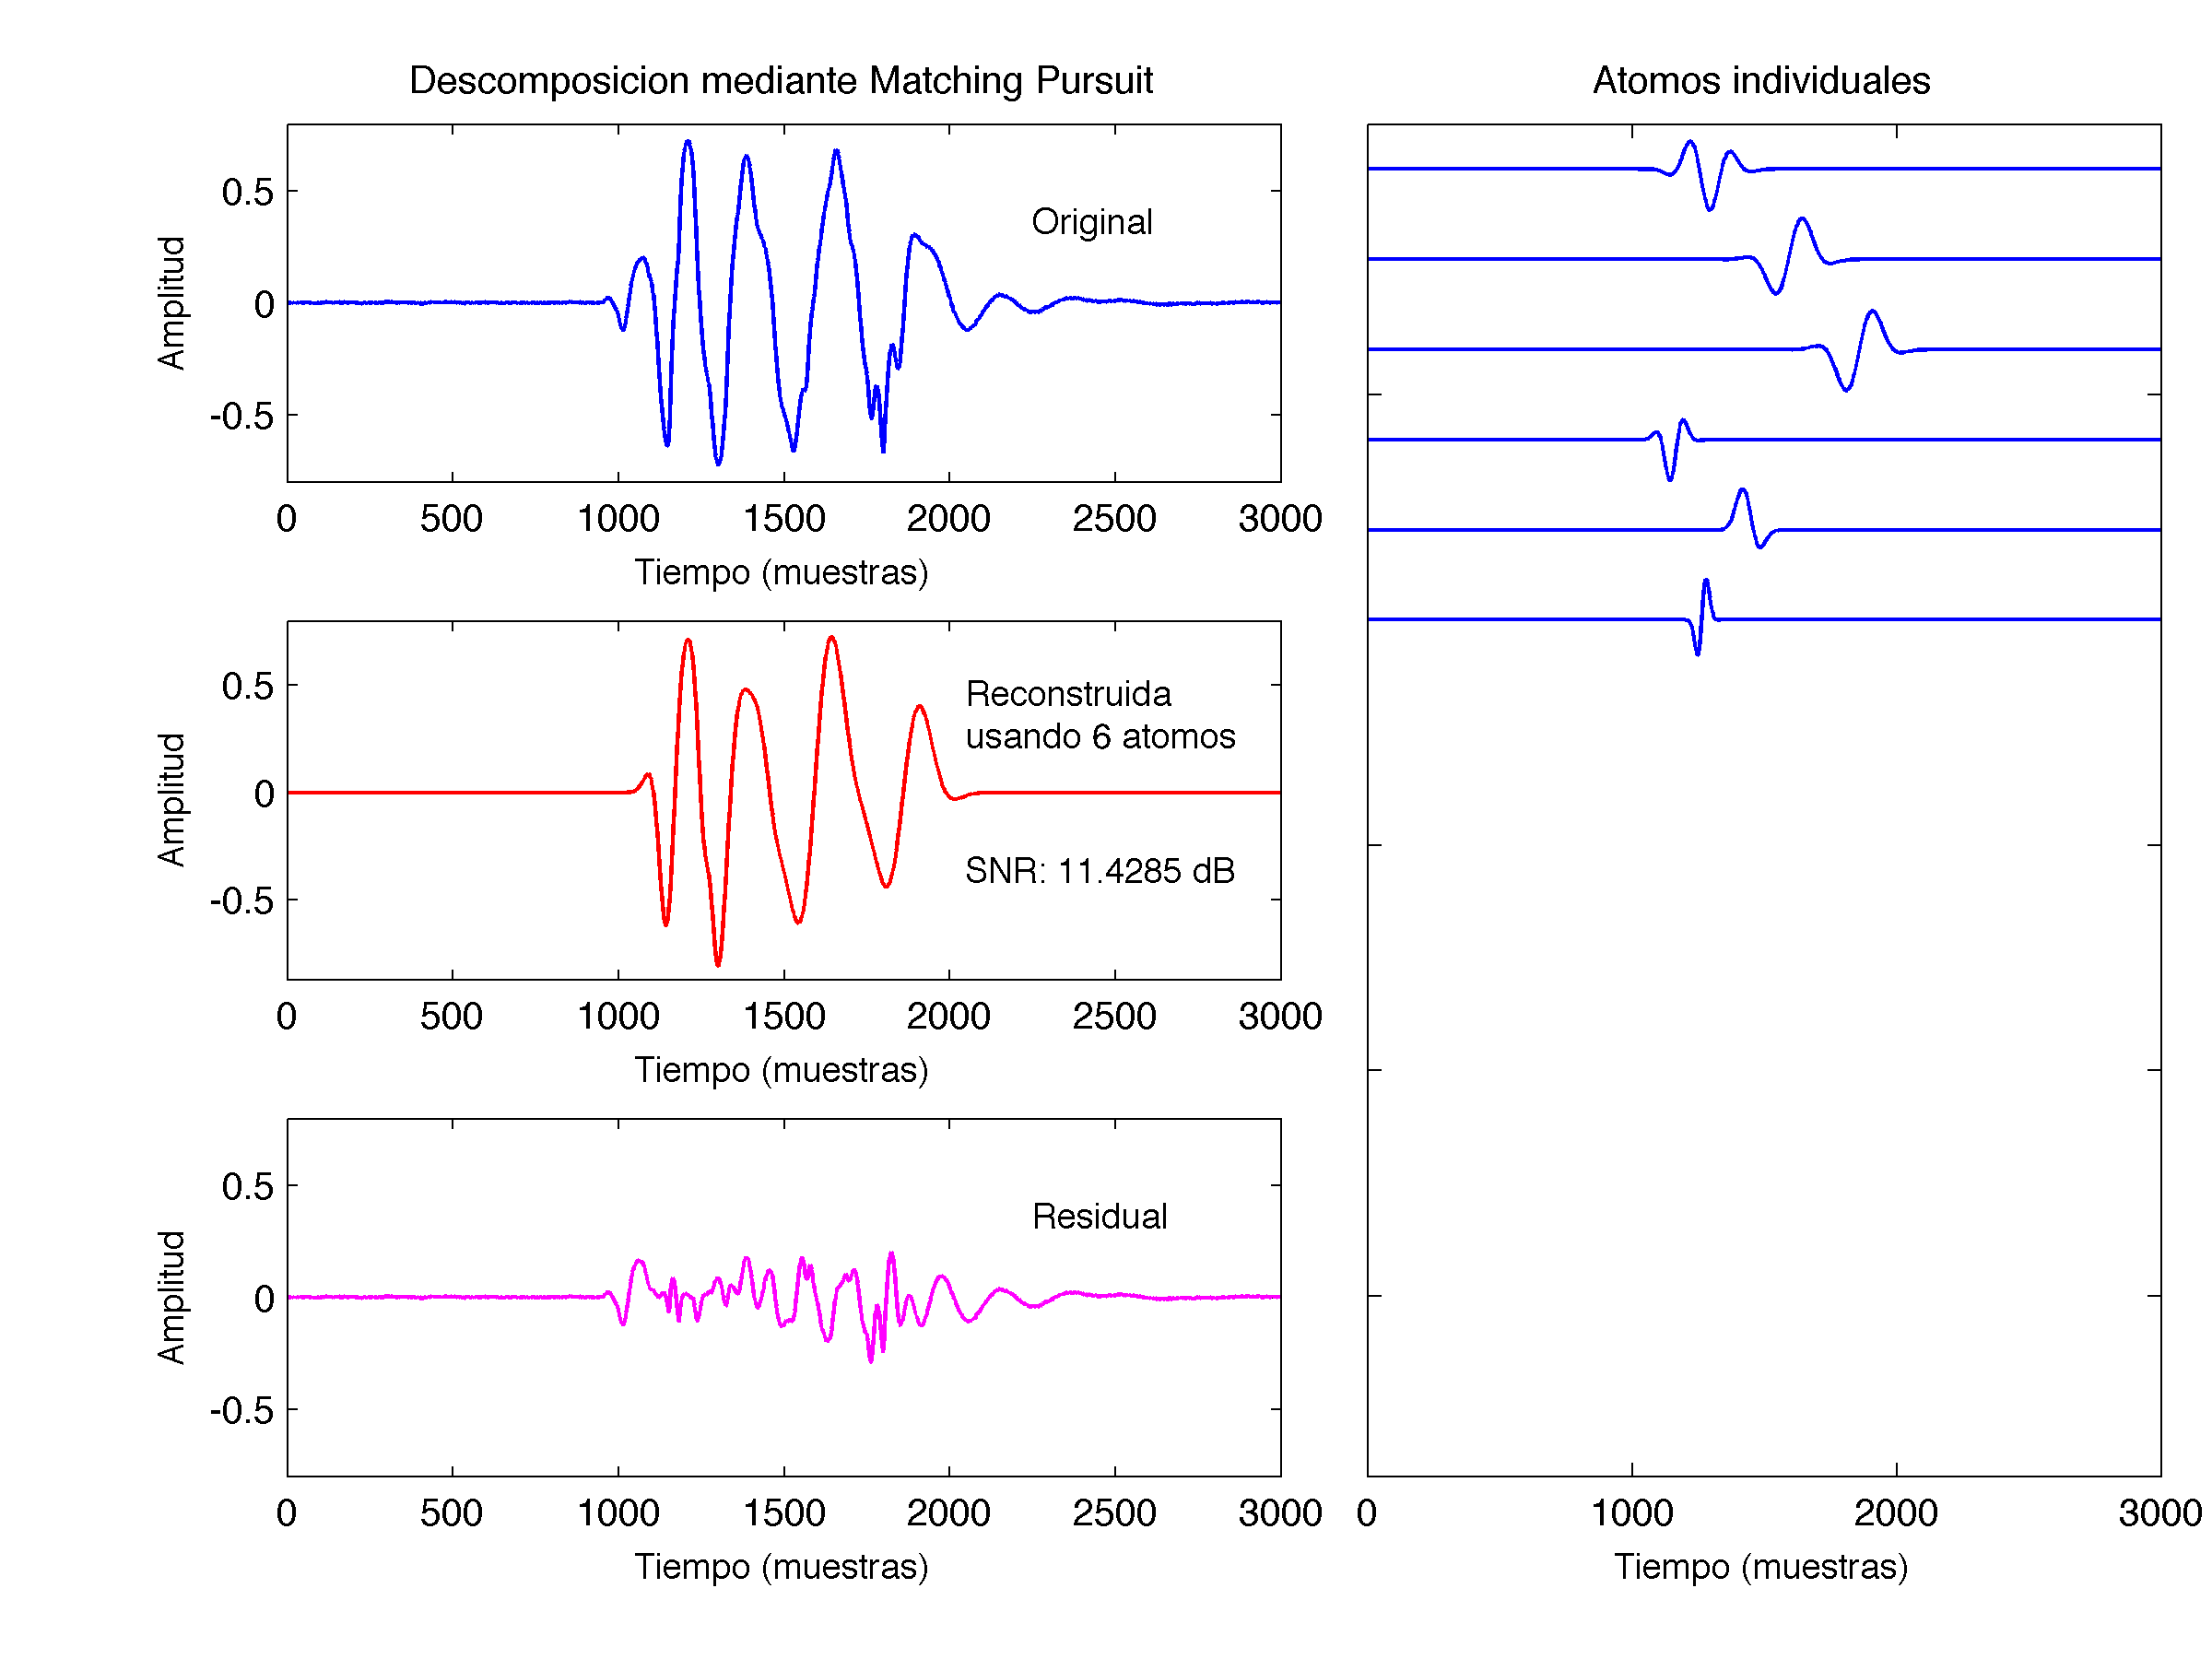 Descomposicion mediante Matching Pursuit
Amplitud
0.5
0
-0.5
Original
0 500 1000 1500 2000 2500 3000
Tiempo (muestras)
Amplitud
0.5
0
-0.5
Reconstruida
usando 6 atomos
SNR: 11.4285 dB
0 500 1000 1500 2000 2500 3000
Tiempo (muestras)
Amplitud
0.5
0
-0.5
Residual
0 500 1000 1500 2000 2500 3000
Tiempo (muestras)
Atomos individuales
0 1000 2000 3000
Tiempo (muestras)